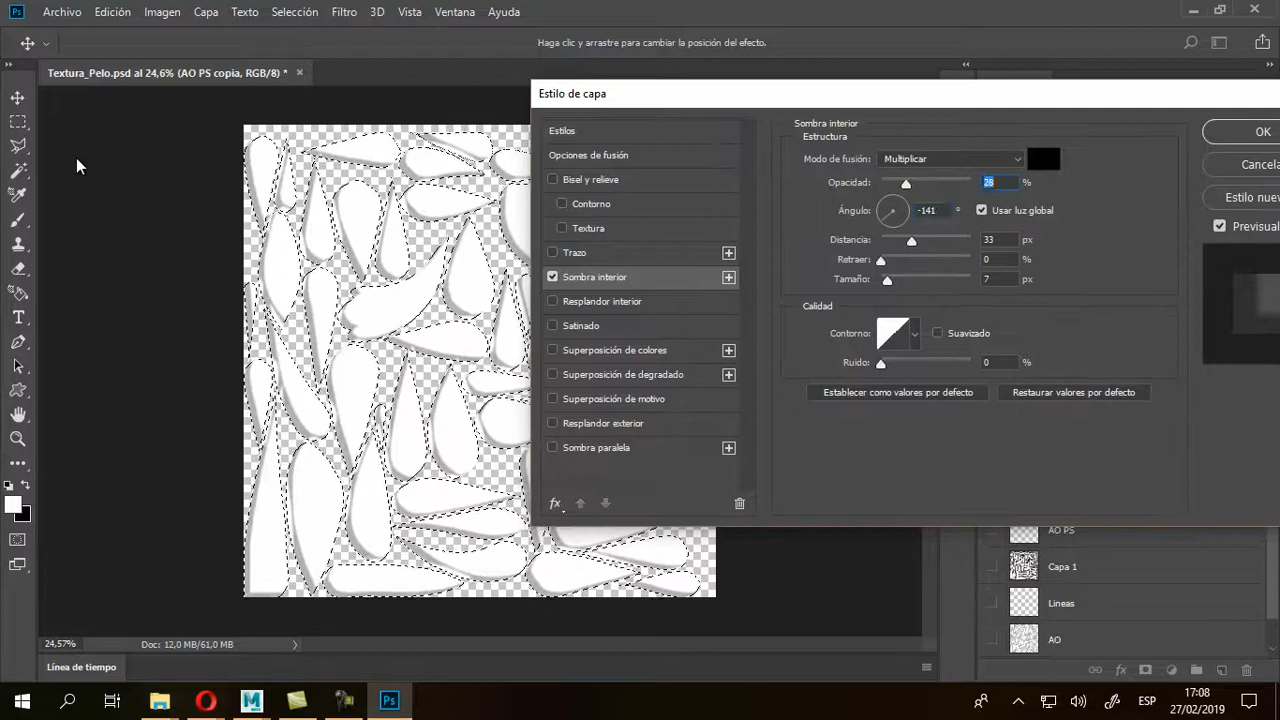 Ps Archivo Edición Imagen Capa Texto Selección Filtro 3D Vista Ventana Ayuda
Haga clic y arrastre para cambiar la posición del efecto.
Textura_Pelo.psd al 24,6% (AO PS copia, RGB/8) *
Estilo de capa
Estilos
Opciones de fusión
Bisel y relieve
Contorno
Textura
Trazo
Sombra interior
Resplandor interior
Satinado
Superposición de colores
Superposición de degradado
Superposición de motivo
Resplandor exterior
Sombra paralela
fx
Sombra interior
Estructura
Modo de fusión: Multiplicar
Opacidad: 28 %
Ángulo: -141 ° Usar luz global
Distancia: 33 px
Retraer: 0 %
Tamaño: 7 px
Calidad
Contorno: Suavizado
Ruido: 0 %
Establecer como valores por defecto Restaurar valores por defecto
OK
Cancela
Estilo nuev
Previsual
AO PS
Capa 1
Lineas
AO
fx
24,57% Doc: 12,0 MB/61,0 MB
Línea de tiempo
M Ps
ESP
17:08
27/02/2019